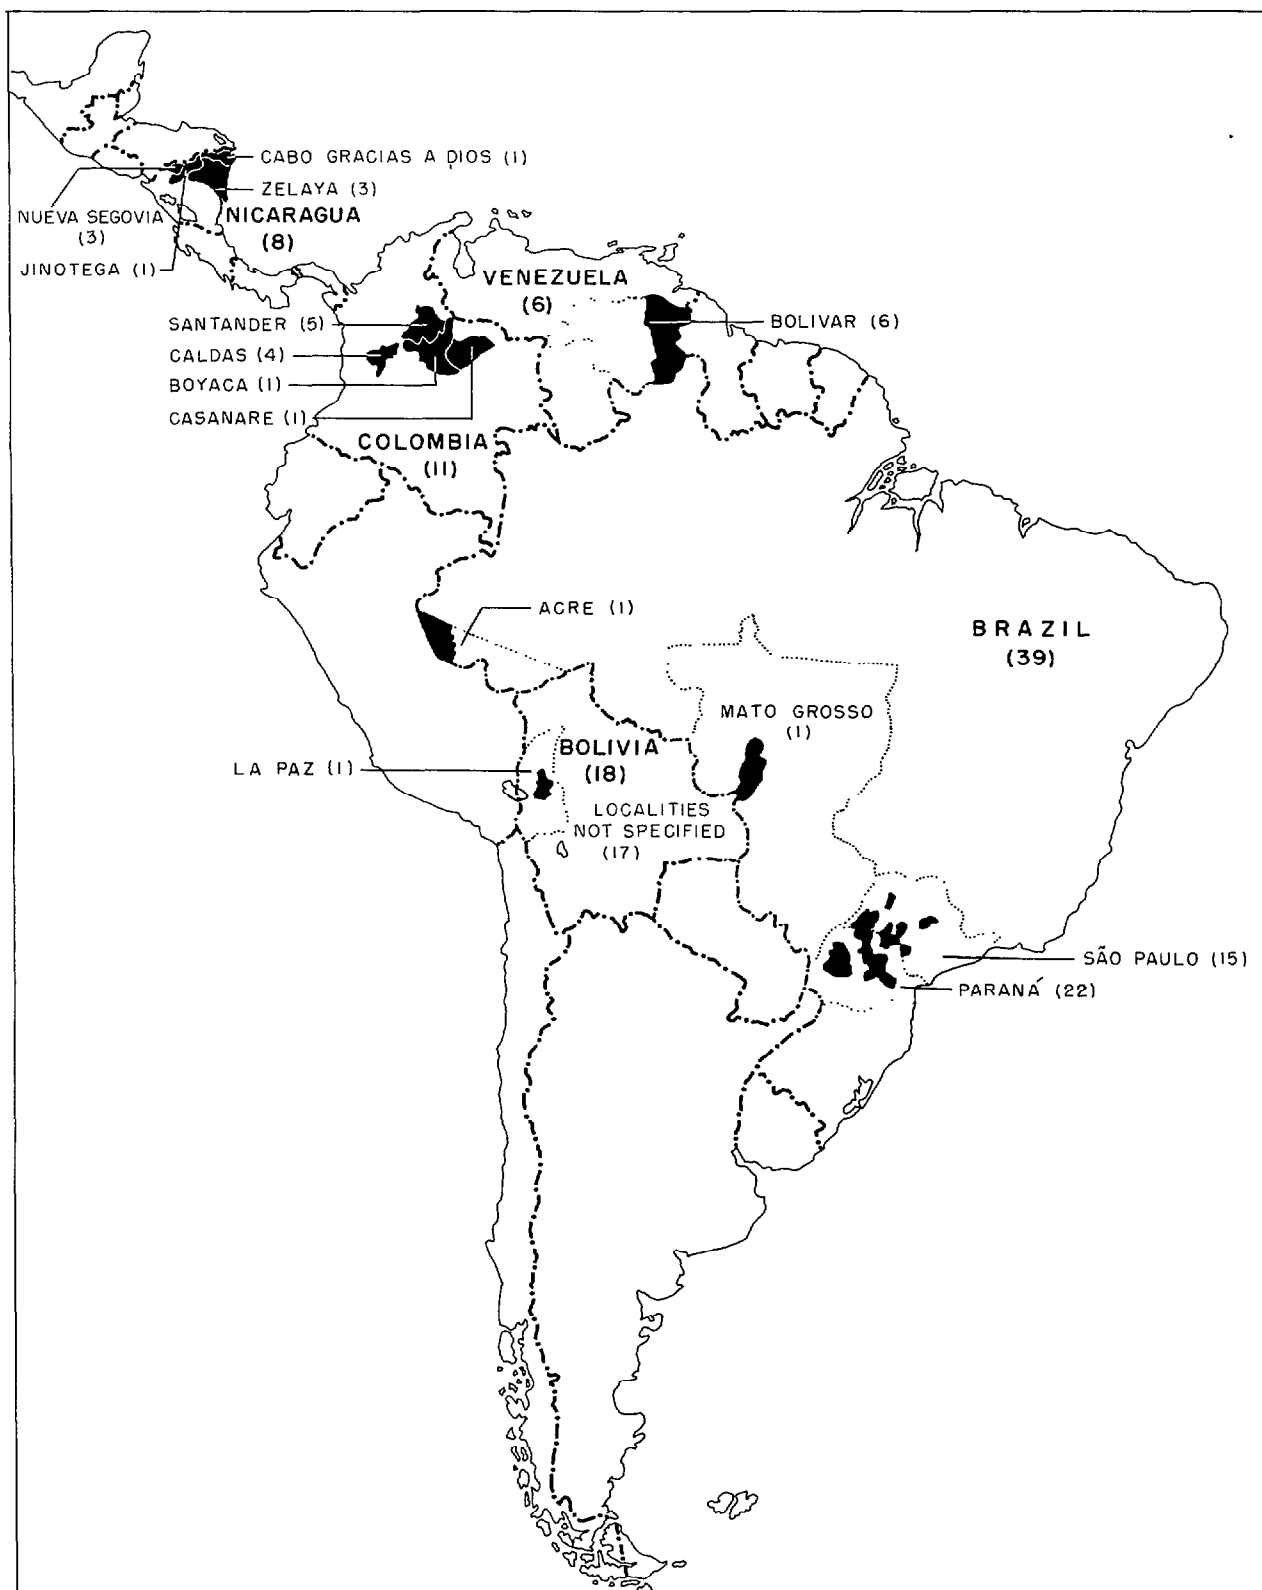 CABO GRACIAS A DIOS (1)
ZELAYA (3)
NUEVA SEGOVIA
(3)
NICARAGUA
(8)
JINOTEGA (1)
VENEZUELA
(6)
BOLIVAR (6)
SANTANDER (5)
CALDAS (4)
BOYACA (1)
CASANARE (1)
COLOMBIA
(11)
ACRE (1)
BRAZIL
(39)
MATO GROSSO
(1)
BOLIVIA
(18)
LA PAZ (1)
LOCALITIES
NOT SPECIFIED
(17)
SÃO PAULO (15)
PARANÁ (22)